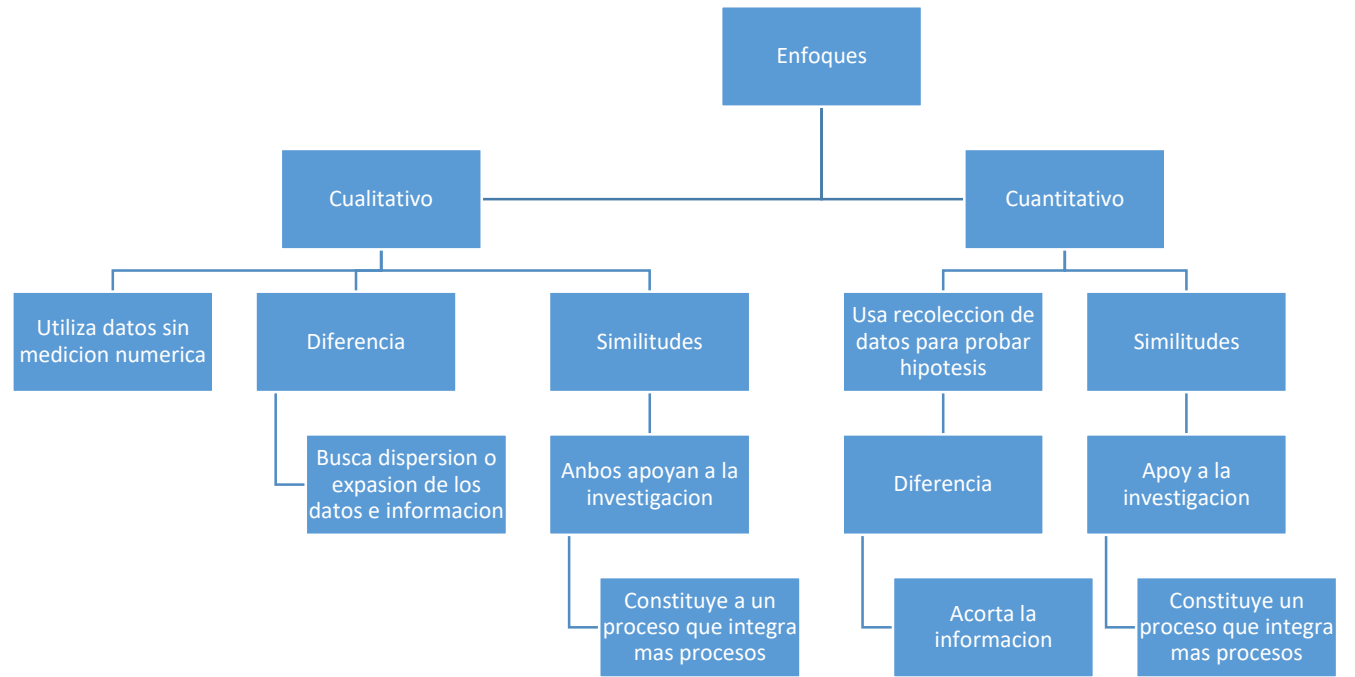 Enfoques
Cualitativo
Cuantitativo
Utiliza datos sin
medicion numerica
Diferencia
Similitudes
Usa recoleccion de
datos para probar
hipotesis
Similitudes
Busca dispersion o
expasion de los
datos e informacion
Anbos apoyan a la
investigacion
Diferencia
Apoy a la
investigacion
Constituye a un
proceso que integra
mas procesos
Acorta la
informacion
Constituye un
proceso que integra
mas procesos